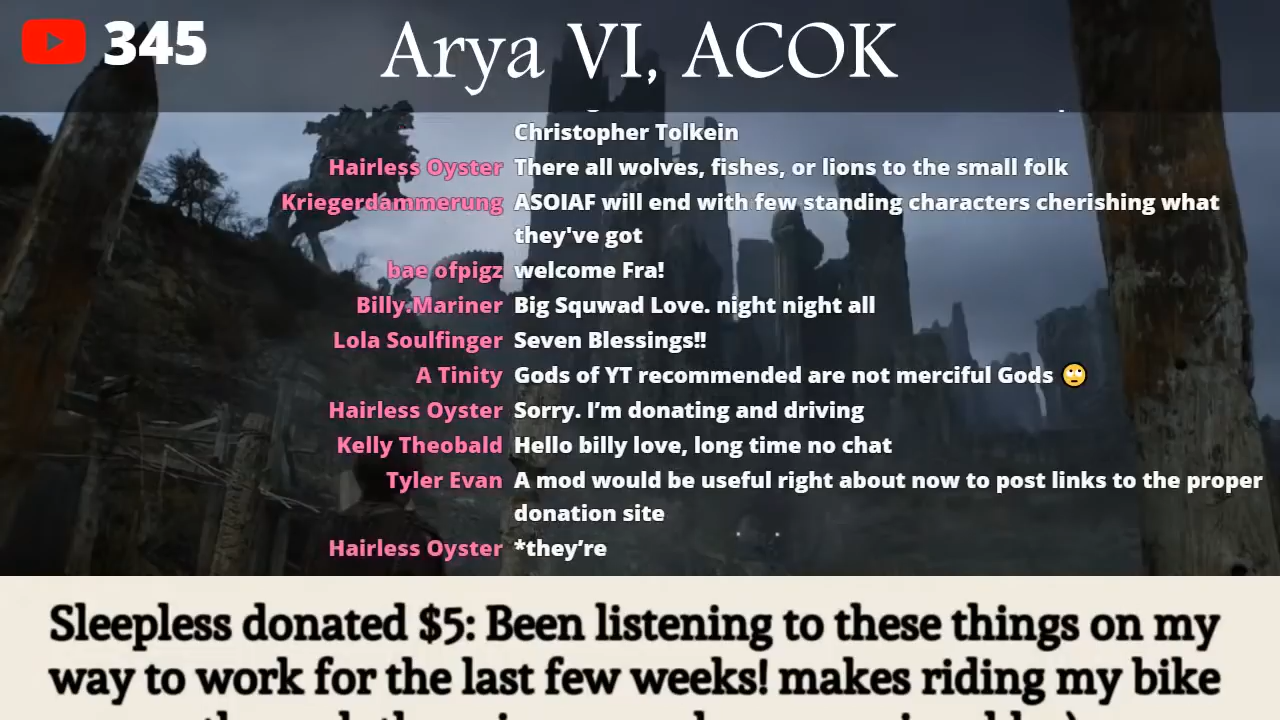 345
Arya VI, ACOK
Christopher Tolkein
Hairless Oyster There all wolves, fishes, or lions to the small folk
Kriegerdämmerung ASOIAF will end with few standing characters cherishing what
they've got
bae ofpigz welcome Fra!
Billy.Mariner Big Squwad Love. night night all
Lola Soulfinger Seven Blessings!!
A Tinity Gods of YT recommended are not merciful Gods 🙄
Hairless Oyster Sorry. I’m donating and driving
Kelly Theobald Hello billy love, long time no chat
Tyler Evan A mod would be useful right about now to post links to the proper
donation site
Hairless Oyster *they’re
Sleepless donated $5: Been listening to these things on my
way to work for the last few weeks! makes riding my bike